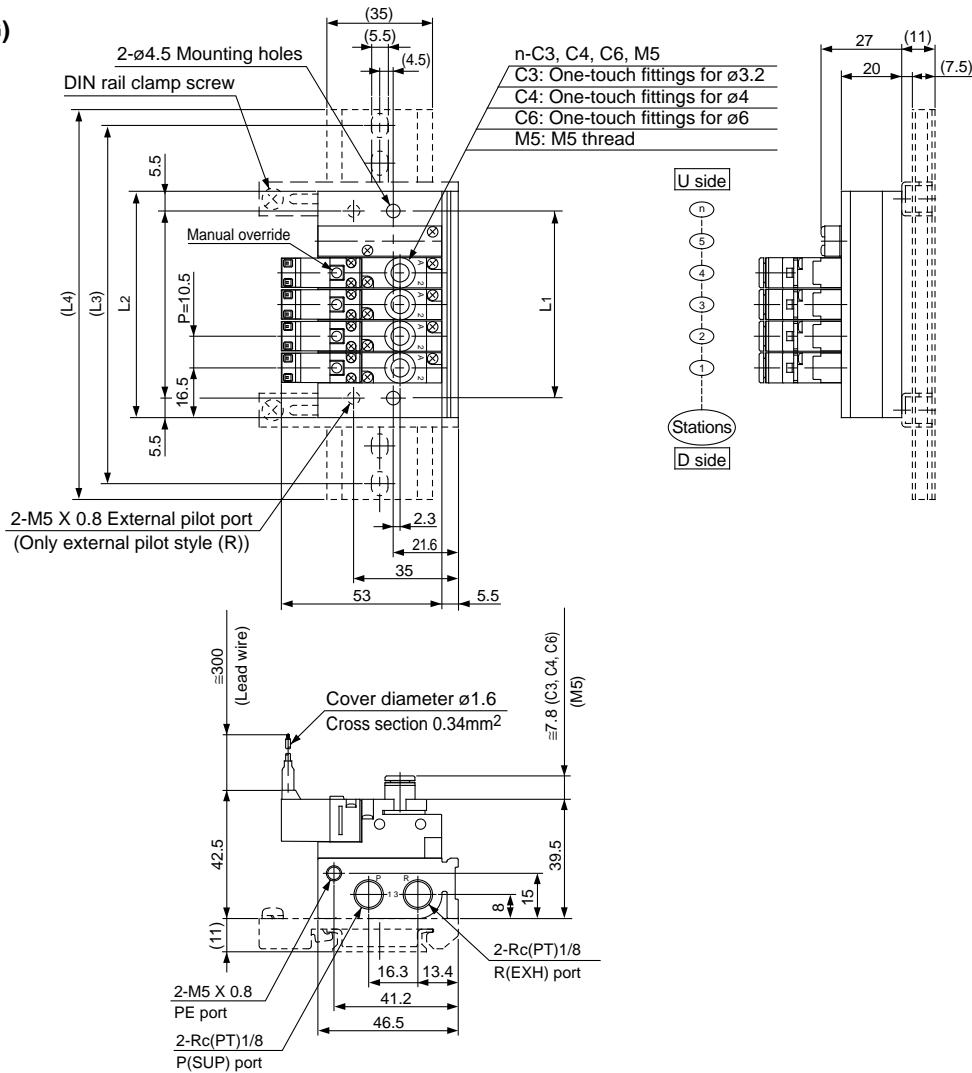 )
(35)
(5.5)
(4.5)
2-ø4.5 Mounting holes
DIN rail clamp screw
n-C3, C4, C6, M5
C3: One-touch fittings for ø3.2
C4: One-touch fittings for ø4
C6: One-touch fittings for ø6
M5: M5 thread
27
(11)
20
(7.5)
5.5
U side
n
5
4
3
2
1
Stations
D side
Manual override
A
2
A
2
A
2
A
2
(L4)
(L3)
L2
P=10.5
16.5
5.5
L1
2-M5 X 0.8 External pilot port
(Only external pilot style (R))
2.3
21.6
35
53
5.5
≅300
(Lead wire)
Cover diameter ø1.6
Cross section 0.34mm2
≅7.8 (C3, C4, C6)
(M5)
42.5
(11)
39.5
15
8
P
R
13
16.3
13.4
41.2
46.5
2-Rc(PT)1/8
R(EXH) port
2-M5 X 0.8
PE port
2-Rc(PT)1/8
P(SUP) port